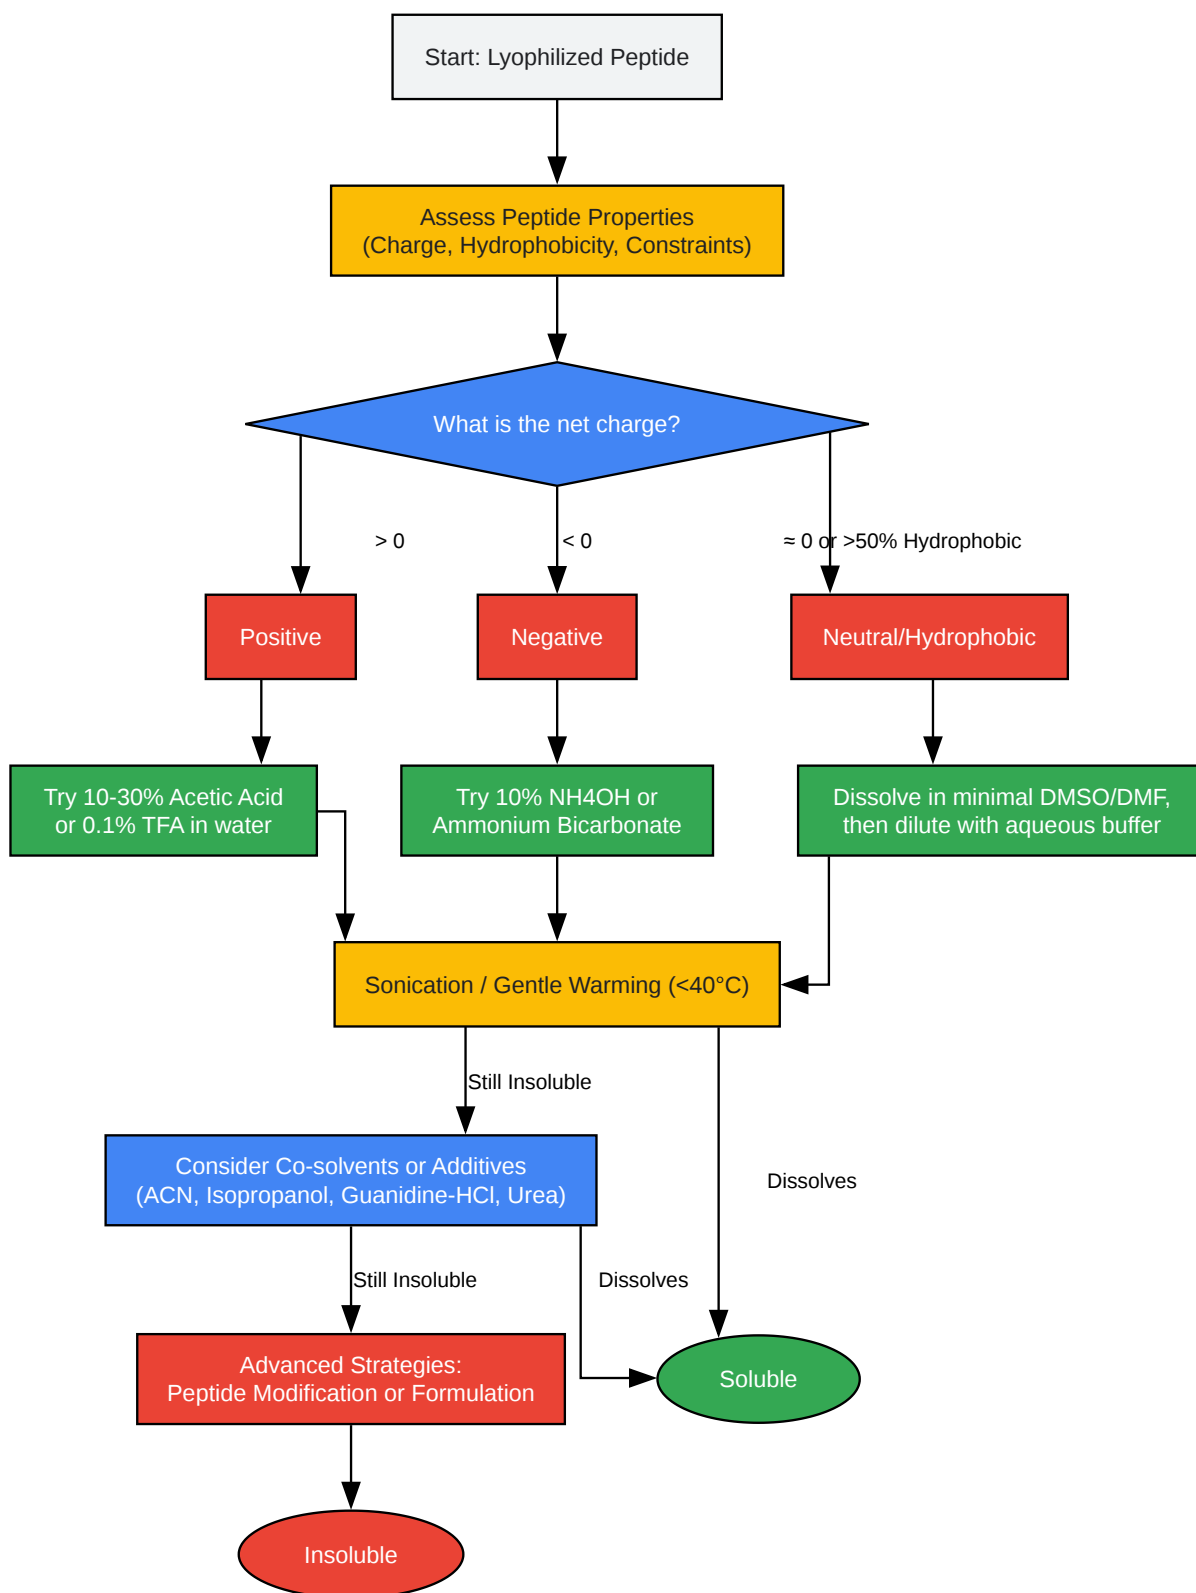 Start: Lyophilized Peptide
Assess Peptide Properties
(Charge, Hydrophobicity, Constraints)
What is the net charge?
> 0
< 0
≈ 0 or >50% Hydrophobic
Positive
Negative
Neutral/Hydrophobic
Try 10-30% Acetic Acid
or 0.1% TFA in water
Try 10% NH4OH or
Ammonium Bicarbonate
Dissolve in minimal DMSO/DMF,
then dilute with aqueous buffer
Sonication / Gentle Warming (<40°C)
Still Insoluble
Consider Co-solvents or Additives
(ACN, Isopropanol, Guanidine-HCl, Urea)
Dissolves
Still Insoluble
Dissolves
Advanced Strategies:
Peptide Modification or Formulation
Soluble
Insoluble